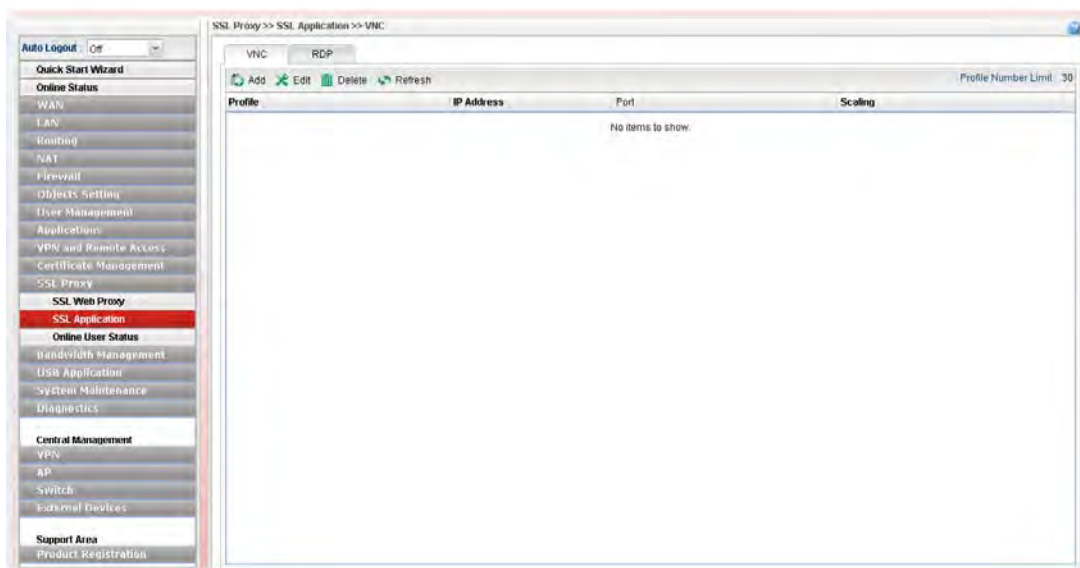 SSL Proxy >> SSL Application >> VNC
Auto Logout : Off
Quick Start Wizard
Online Status
WAN
LAN
Routing
NAT
Firewall
Objects Setting
User Management
Applications
VPN and Remote Access
Certificate Management
SSL Proxy
SSL Web Proxy
SSL Application
Online User Status
Bandwidth Management
USB Application
System Maintenance
Diagnostics
Central Management
VPN
AP
Switch
External Devices
Support Area
Product Registration
VNC RDP
Add Edit Delete Refresh Profile Number Limit 30
Profile IP Address Port Scaling
No items to show.